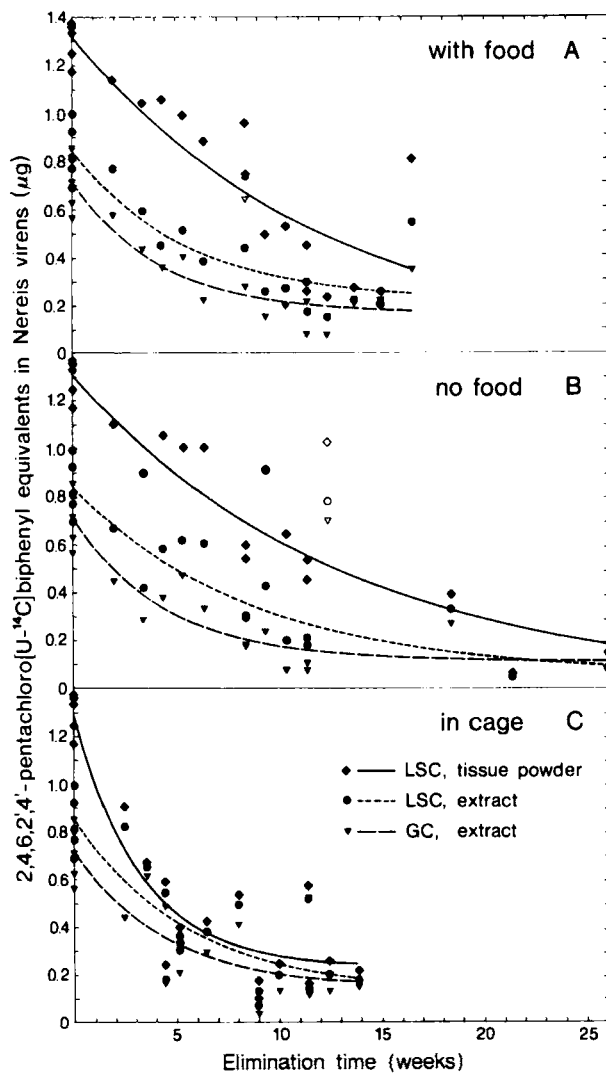 2,4,6,2',4'-pentachloro[U-¹⁴C]biphenyl equivalents in Nereis virens (µg)
with food A
1.4
1.2
1.0
0.8
0.6
0.4
0.2
0
no food B
1.2
1.0
0.8
0.6
0.4
0.2
0
in cage C
LSC, tissue powder
LSC, extract
GC, extract
1.2
1.0
0.8
0.6
0.4
0.2
0
5 10 15 20 25
Elimination time (weeks)